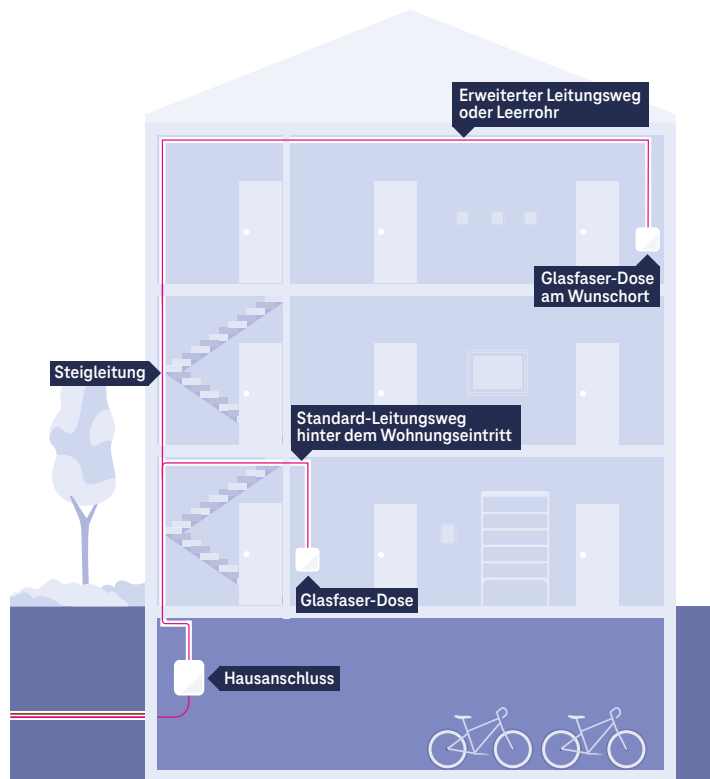 Erweiterter Leitungsweg
oder Leerrohr
Glasfaser-Dose
am Wunschort
Steigleitung
Standard-Leitungsweg
hinter dem Wohnungseintritt
Glasfaser-Dose
Hausanschluss